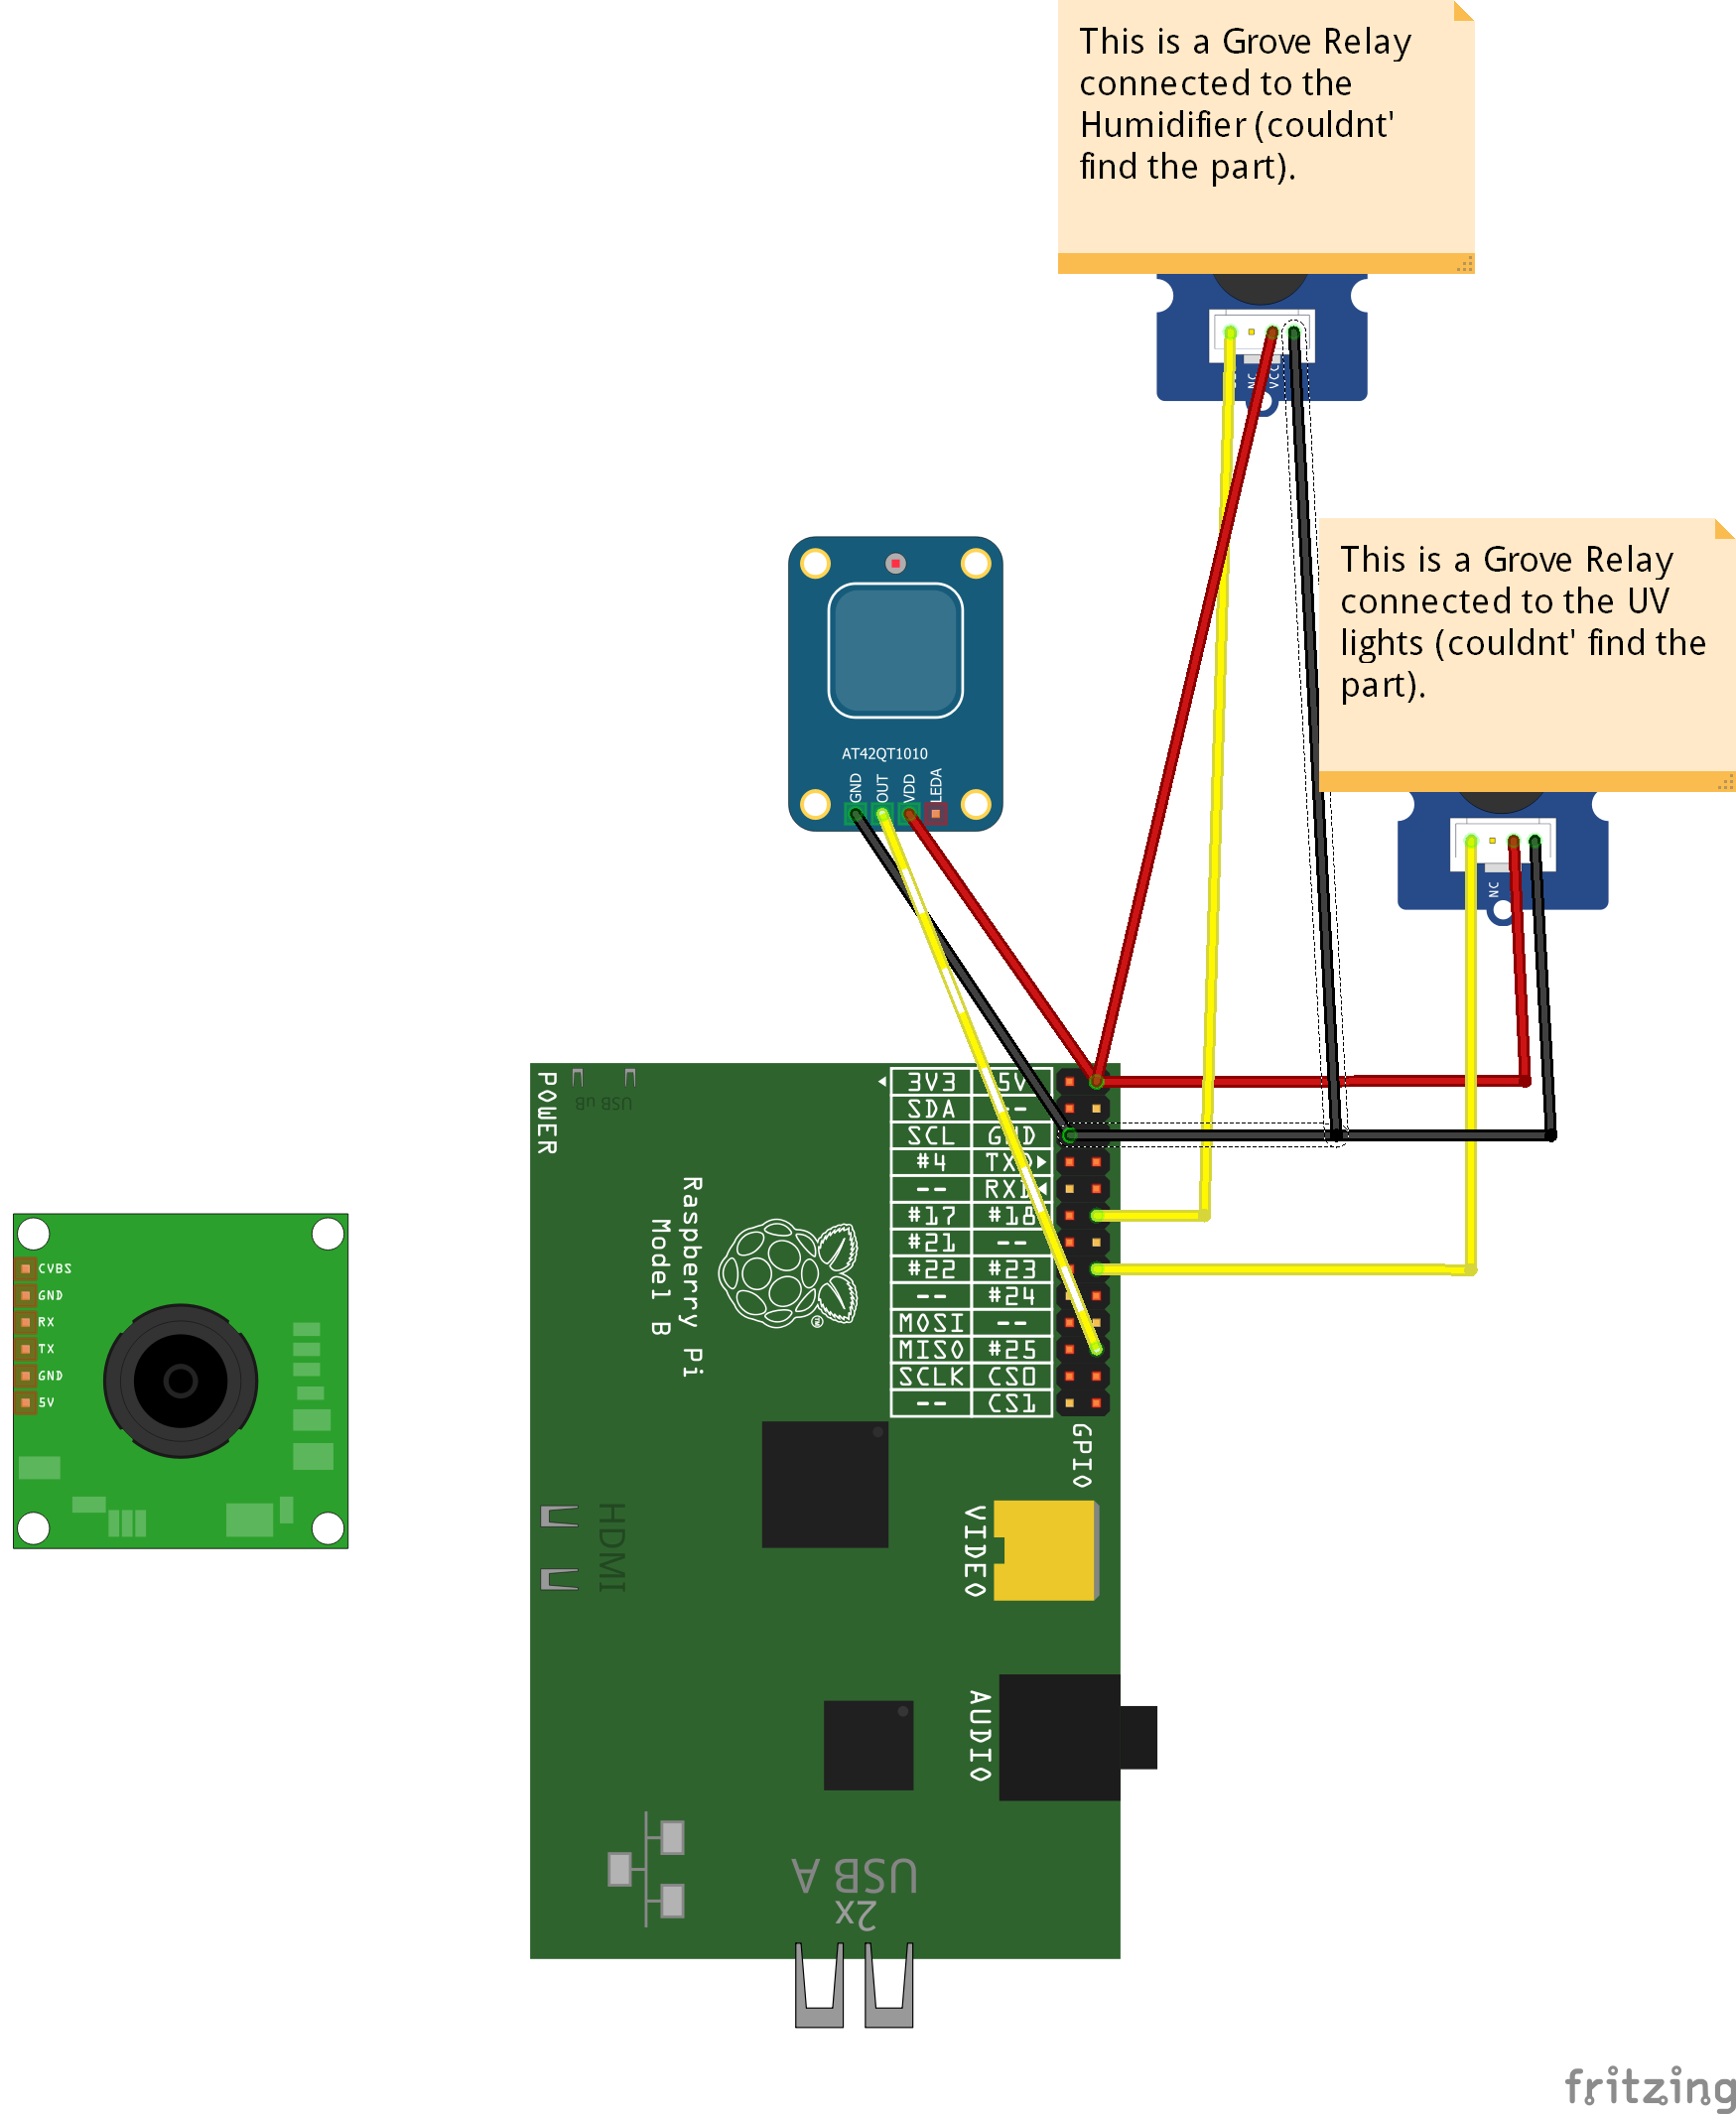 This is a Grove Relay
connected to the
Humidifier (couldnt'
find the part).
NC
VCC
This is a Grove Relay
connected to the UV
lights (couldnt' find the
part).
NC
AT42QT1010
GND
OUT
VDD
LEDA
POWER
USB uB
3V3 5V
SDA --
SCL GND
#4 TXD
-- RXD
#17 #18
#21 --
#22 #23
-- #24
MOSI --
MISO #25
SCLK CS0
-- CS1
GPIO
Raspberry Pi
Model B
HDMI
VIDEO
AUDIO
2x
USB A
CVBS
GND
RX
TX
GND
5V
fritzing